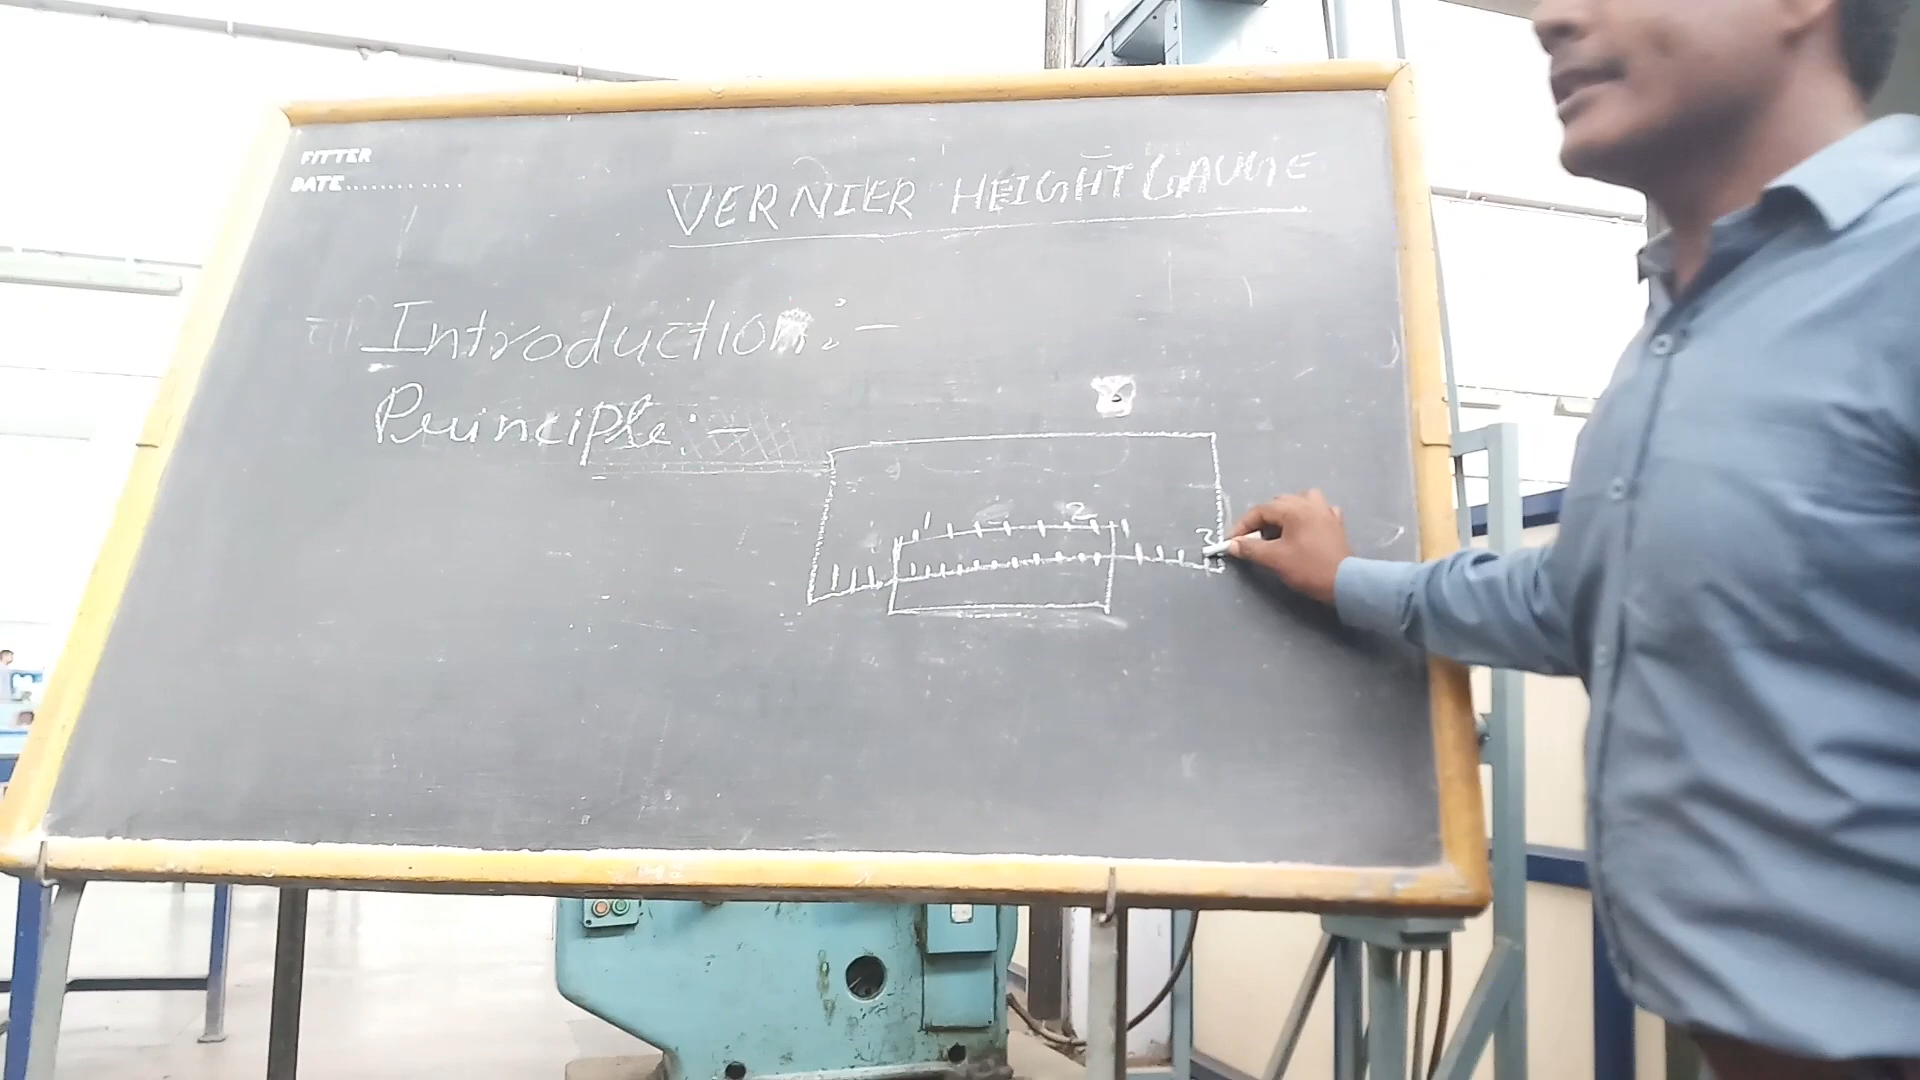 FITTER
DATE............
VERNIER HEIGHT GAUGE
Introduction:-
Principle:-
1 2 3